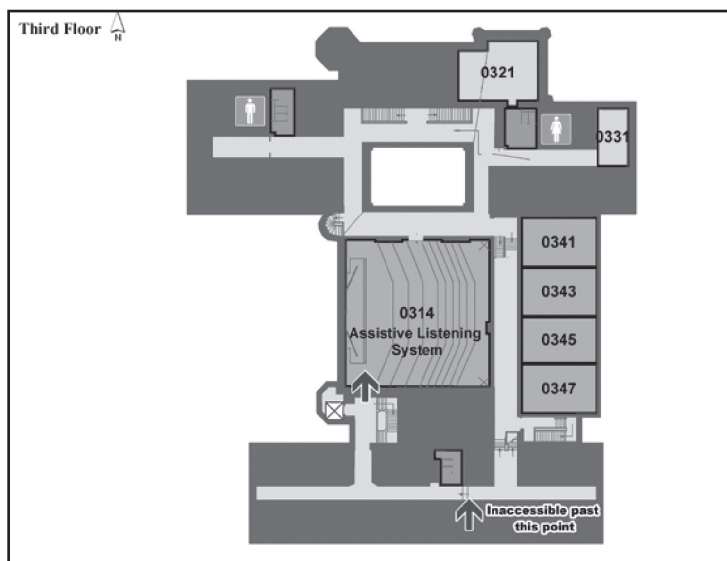 Third Floor
N
0321
0331
0341
0343
0345
0347
0314
Assistive Listening
System
Inaccessible past
this point